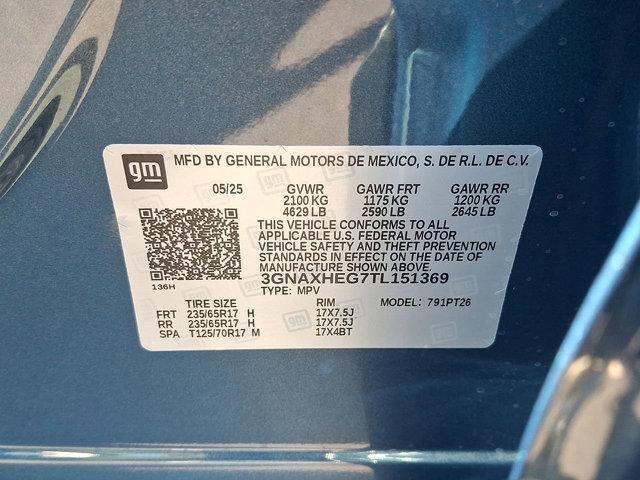 gm MFD BY GENERAL MOTORS DE MEXICO, S. DE R.L. DE C.V.
05/25 GVWR GAWR FRT GAWR RR
2100 KG 1175 KG 1200 KG
4629 LB 2590 LB 2645 LB
THIS VEHICLE CONFORMS TO ALL
APPLICABLE U.S. FEDERAL MOTOR
VEHICLE SAFETY AND THEFT PREVENTION
STANDARDS IN EFFECT ON THE DATE OF
MANUFACTURE SHOWN ABOVE.
3GNAXHEG7TL151369
136H
TYPE: MPV
TIRE SIZE RIM MODEL: 791PT26
FRT 235/65R17 H 17X7.5J
RR 235/65R17 H 17X7.5J
SPA T125/70R17 M 17X4BT